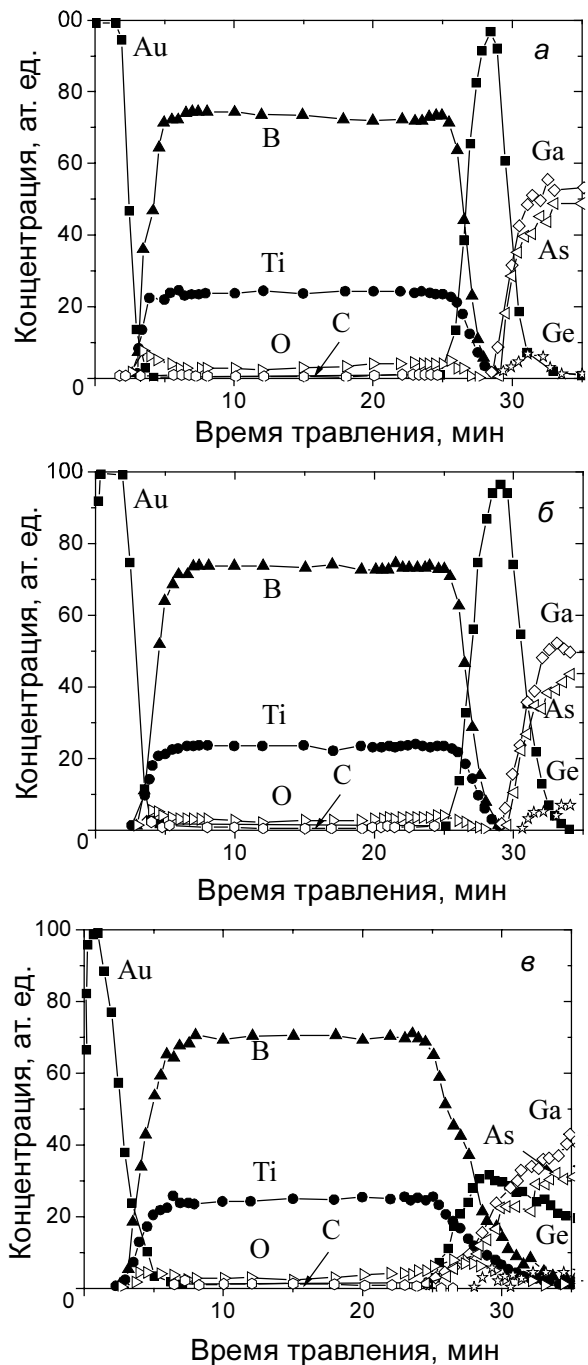 00
Au
а
80
B
Ga
60
As
40
Ti
20
O
C
Ge
0
10 20 30
Концентрация, ат. ед.
Время травления, мин
100
Au
б
80
B
60
Ga
As
40
Ti
20
O
C
Ge
0
10 20 30
Концентрация, ат. ед.
Время травления, мин
100
Au
в
80
B
60
Ga
As
40
Ti
20
O
C
Ge
0
10 20 30
Концентрация, ат. ед.
Время травления, мин